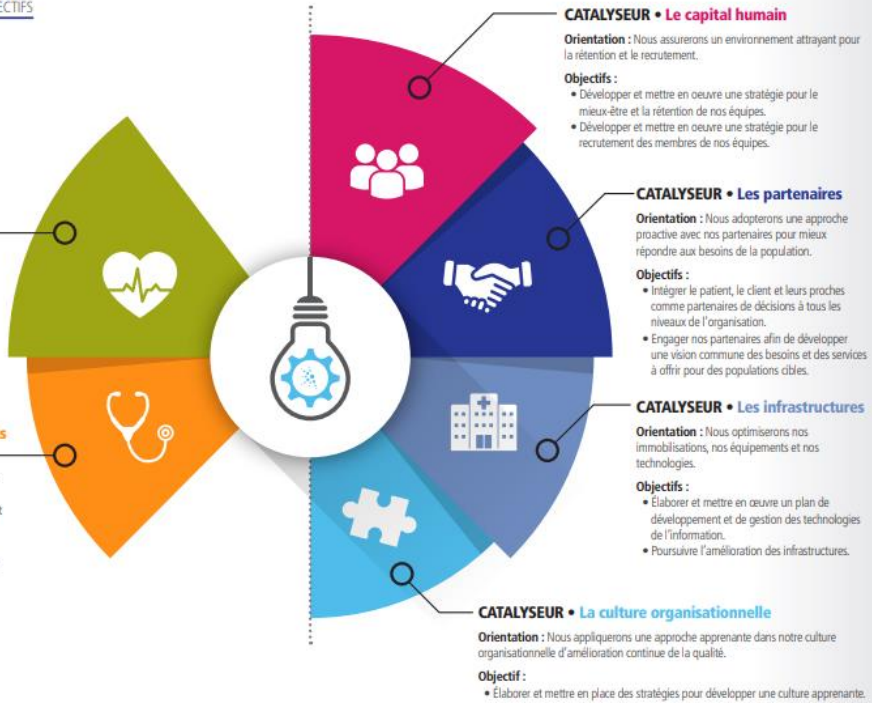 CATALYSEUR • Le capital humain
Orientation : Nous assurerons un environnement attrayant pour
la rétention et le recrutement.
Objectifs :
• Développer et mettre en oeuvre une stratégie pour le
mieux-être et la rétention de nos équipes.
• Développer et mettre en oeuvre une stratégie pour le
recrutement des membres de nos équipes.
CATALYSEUR • Les partenaires
Orientation : Nous adopterons une approche
proactive avec nos partenaires pour mieux
répondre aux besoins de la population.
Objectifs :
• Intégrer le patient, le client et leurs proches
comme partenaires de décisions à tous les
niveaux de l'organisation.
• Engager nos partenaires afin de développer
une vision commune des besoins et des services
à offrir pour des populations cibles.
CATALYSEUR • Les infrastructures
Orientation : Nous optimiserons nos
immobilisations, nos équipements et nos
technologies.
Objectifs :
• Élaborer et mettre en œuvre un plan de
développement et de gestion des technologies
de l'information.
• Poursuivre l'amélioration des infrastructures.
CATALYSEUR • La culture organisationnelle
Orientation : Nous appliquerons une approche apprenante dans notre culture
organisationnelle d'amélioration continue de la qualité.
Objectif :
• Élaborer et mettre en place des stratégies pour développer une culture apprenante.